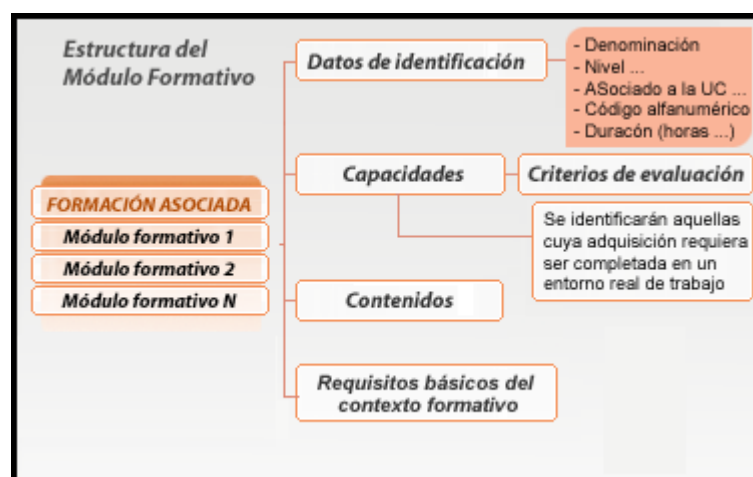 Estructura del
Módulo Formativo
FORMACIÓN ASOCIADA
Módulo formativo 1
Módulo formativo 2
Módulo formativo N
Datos de identificación
- Denominación
- Nivel ...
- ASociado a la UC ...
- Código alfanumérico
- Duracón (horas ...)
Capacidades
Criterios de evaluación
Se identificarán aquellas
cuya adquisición requiera
ser completada en un
entorno real de trabajo
Contenidos
Requisitos básicos del
contexto formativo